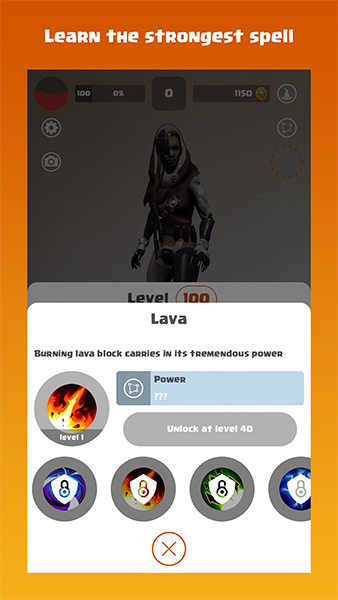 Learn the strongest spell
100 0% 0 1150
Level 100
Lava
Burning lava block carries in its tremendous power
Power
???
level 1
Unlock at level 40